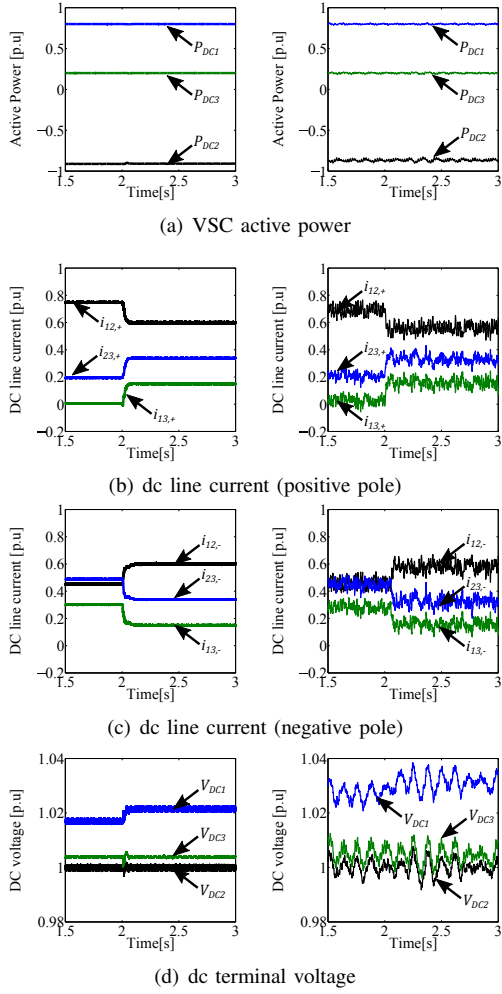 Active Power [p.u]
1
0.5
0
−0.5
−1
P_DC1
P_DC3
P_DC2
1.5 2 2.5 3
Time[s]
Active Power [p.u]
1
0.5
0
−0.5
−1
P_DC1
P_DC3
P_DC2
1.5 2 2.5 3
Time[s]
(a) VSC active power
DC line current [p.u]
1
0.8
0.6
0.4
0.2
0
−0.2
i_12,+
i_23,+
i_13,+
1.5 2 2.5 3
Time[s]
DC line current [p.u]
1
0.8
0.6
0.4
0.2
0
−0.2
i_12,+
i_23,+
i_13,+
1.5 2 2.5 3
Time[s]
(b) dc line current (positive pole)
DC line current [p.u]
1
0.8
0.6
0.4
0.2
0
−0.2
i_12,-
i_23,-
i_13,-
1.5 2 2.5 3
Time[s]
DC line current [p.u]
1
0.8
0.6
0.4
0.2
0
−0.2
i_12,-
i_23,-
i_13,-
1.5 2 2.5 3
Time[s]
(c) dc line current (negative pole)
DC voltage [p.u]
1.04
1.02
1
0.98
V_DC1
V_DC3
V_DC2
1.5 2 2.5 3
Time[s]
DC voltage [p.u]
1.04
1.02
1
0.98
V_DC1
V_DC3
V_DC2
1.5 2 2.5 3
Time[s]
(d) dc terminal voltage